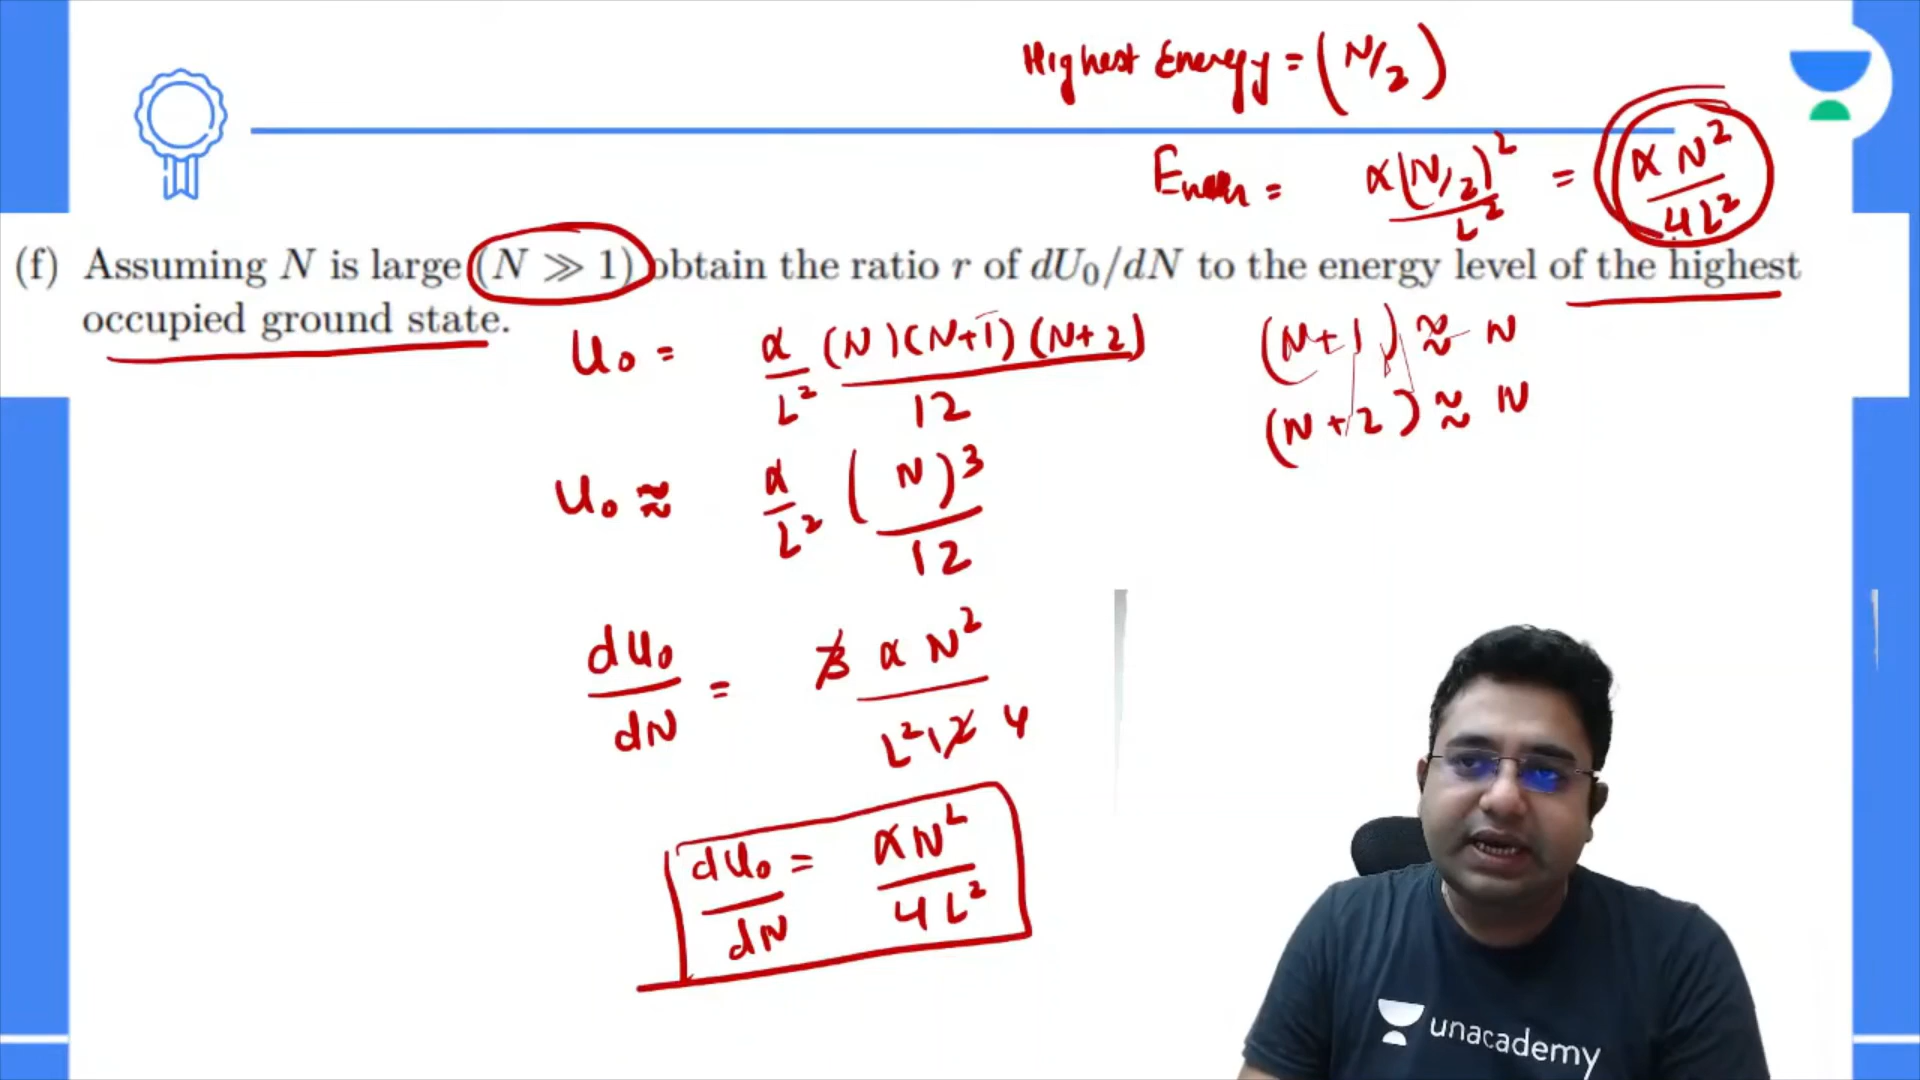 Highest Energy = (N/2)
Emax = α(N/2)²/L² = αN²/4L²
(f) Assuming N is large (N ≫ 1) obtain the ratio r of dU₀/dN to the energy level of the highest
occupied ground state.
U₀ = α/L² (N)(N+1)(N+2)/12
(N+1) ≈ N
(N+2) ≈ N
U₀ ≈ α/L² (N)³/12
dU₀/dN = 3αN²/L²12 4
dU₀/dN = αN²/4L²
unacademy